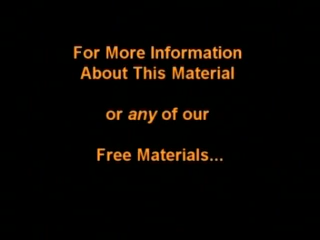 For More Information
About This Material
or any of our
Free Materials...